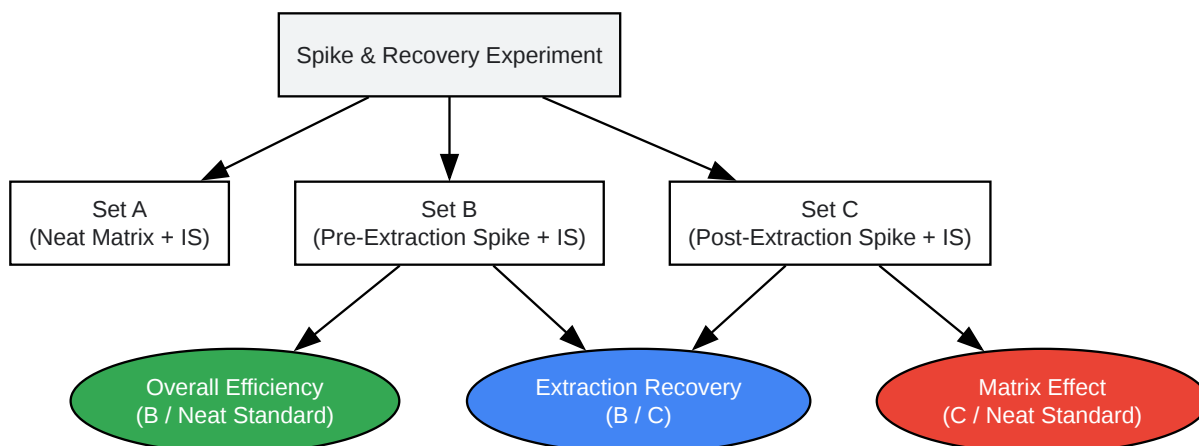 Spike & Recovery Experiment
Set A
(Neat Matrix + IS)
Set B
(Pre-Extraction Spike + IS)
Set C
(Post-Extraction Spike + IS)
Overall Efficiency
(B / Neat Standard)
Extraction Recovery
(B / C)
Matrix Effect
(C / Neat Standard)